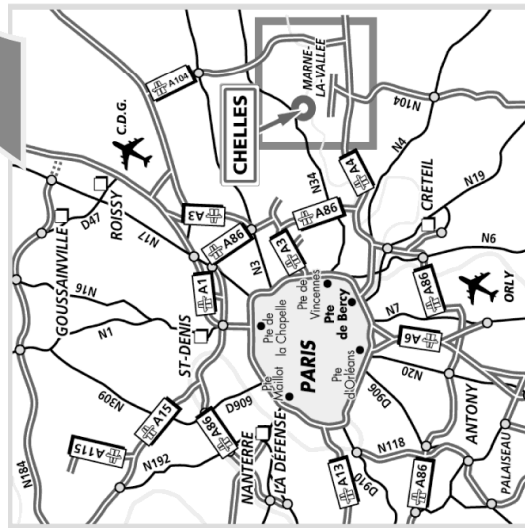 A104
C.D.G.
MARNE-
LA-VALLEE
CHELLES
N104
N4
N19
N34
A4
CRETEIL
N6
GOUSSAINVILLE
D47
ROISSY
N17
A3
A86
N3
A3
A86
A86
ORLY
N16
N1
A1
ST-DENIS
Pte de
la Chapelle
Pte de
Vincennes
Pte
de Bercy
N7
A6
Pte
Maillot
PARIS
Pte
d'Orléans
N20
N309
A15
D909
A86
A115
N184
N192
NANTERRE
LA DEFENSE
A13
D910
D906
N118
A86
ANTONY
PALAISEAU